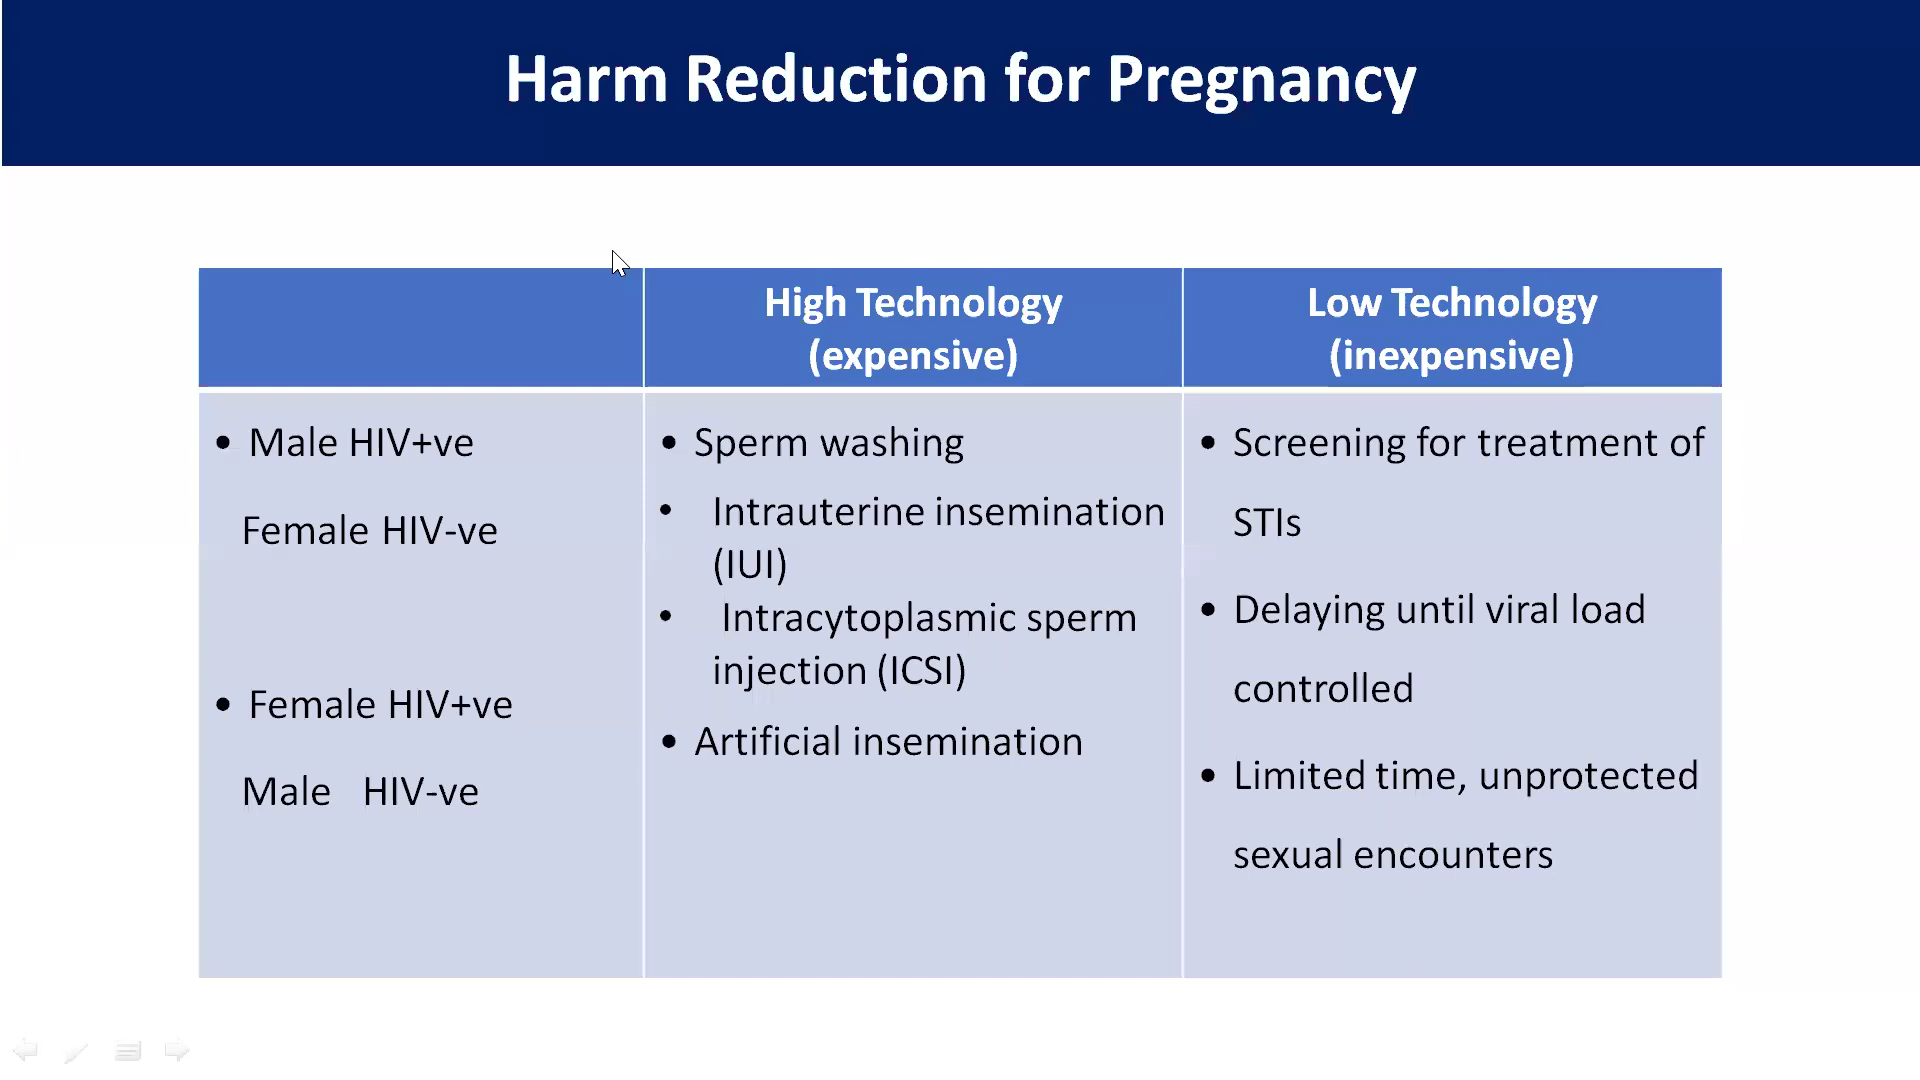 Harm Reduction for Pregnancy
High Technology
(expensive)
Low Technology
(inexpensive)
• Male HIV+ve
Female HIV-ve
• Female HIV+ve
Male HIV-ve
• Sperm washing
• Intrauterine insemination
(IUI)
• Intracytoplasmic sperm
injection (ICSI)
• Artificial insemination
• Screening for treatment of
STIs
• Delaying until viral load
controlled
• Limited time, unprotected
sexual encounters